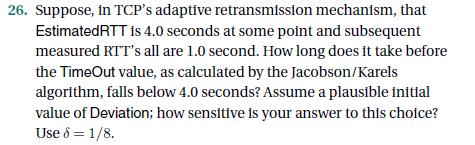 26. Suppose, in TCP's adaptive retransmission mechanism, that
EstimatedRTT is 4.0 seconds at some point and subsequent
measured RTT's all are 1.0 second. How long does it take before
the TimeOut value, as calculated by the Jacobson/Karels
algorithm, falls below 4.0 seconds? Assume a plausible initial
value of Deviation; how sensitive is your answer to this choice?
Use δ = 1/8.